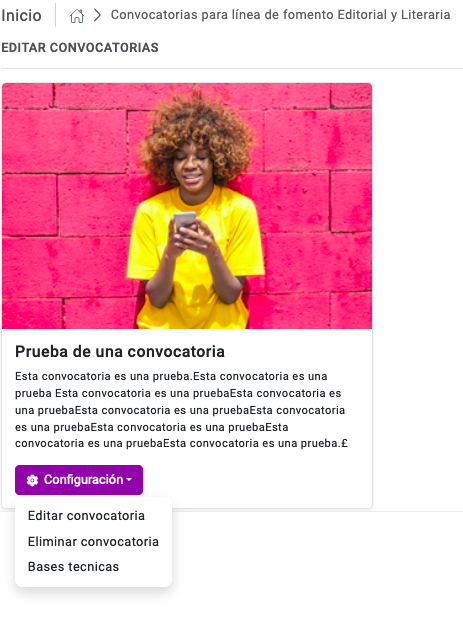 Inicio
Convocatorias para línea de fomento Editorial y Literaria
EDITAR CONVOCATORIAS
Prueba de una convocatoria
Esta convocatoria es una prueba.Esta convocatoria es una
prueba Esta convocatoria es una pruebaEsta convocatoria es
una pruebaEsta convocatoria es una pruebaEsta convocatoria
es una pruebaEsta convocatoria es una pruebaEsta
convocatoria es una pruebaEsta convocatoria es una prueba.£
Configuración
Editar convocatoria
Eliminar convocatoria
Bases tecnicas